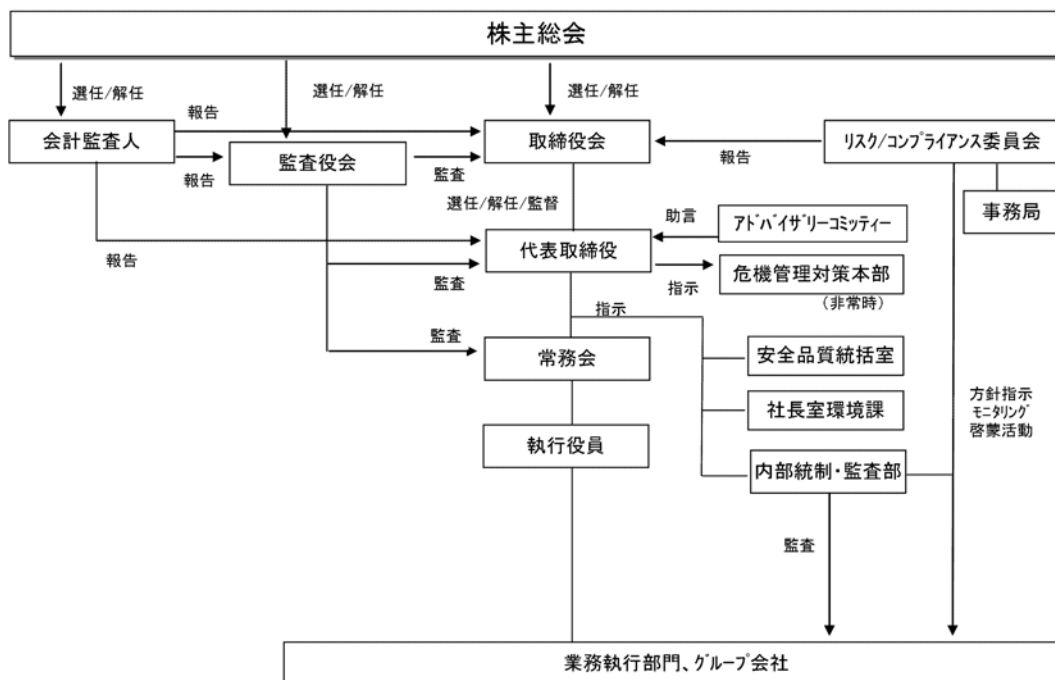 株主総会
選任/解任
選任/解任
選任/解任
会計監査人
報告
取締役会
報告
リスク/コンプライアンス委員会
報告
監査役会
監査
選任/解任/監督
事務局
助言
アドバイザリーコミッティー
報告
代表取締役
監査
指示
危機管理対策本部
(非常時)
指示
監査
常務会
安全品質統括室
社長室環境課
方針指示
モニタリング
啓蒙活動
執行役員
内部統制・監査部
監査
業務執行部門、グループ会社